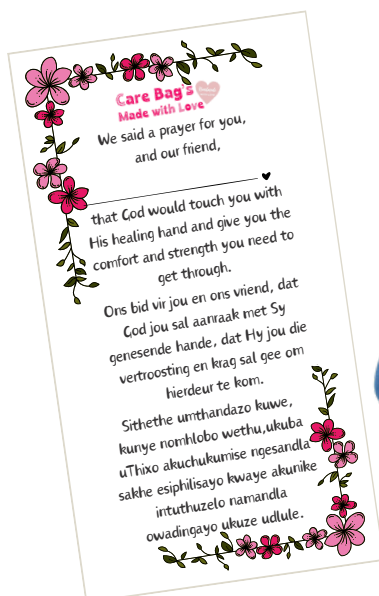 Care Bag's
Made with Love
We said a prayer for you,
and our friend,
that God would touch you with
His healing hand and give you the
comfort and strength you need to
get through.
Ons bid vir jou en ons vriend, dat
God jou sal aanraak met Sy
genesende hande, dat Hy jou die
vertroosting en krag sal gee om
hierdeur te kom.
Sithethe umthandazo kuwe,
kunye nomhlobo wethu,ukuba
uThixo akuchukumise ngesandla
sakhe esiphilisayo kwaye akunike
intuthuzelo namandla
owadingayo ukuze udlule.